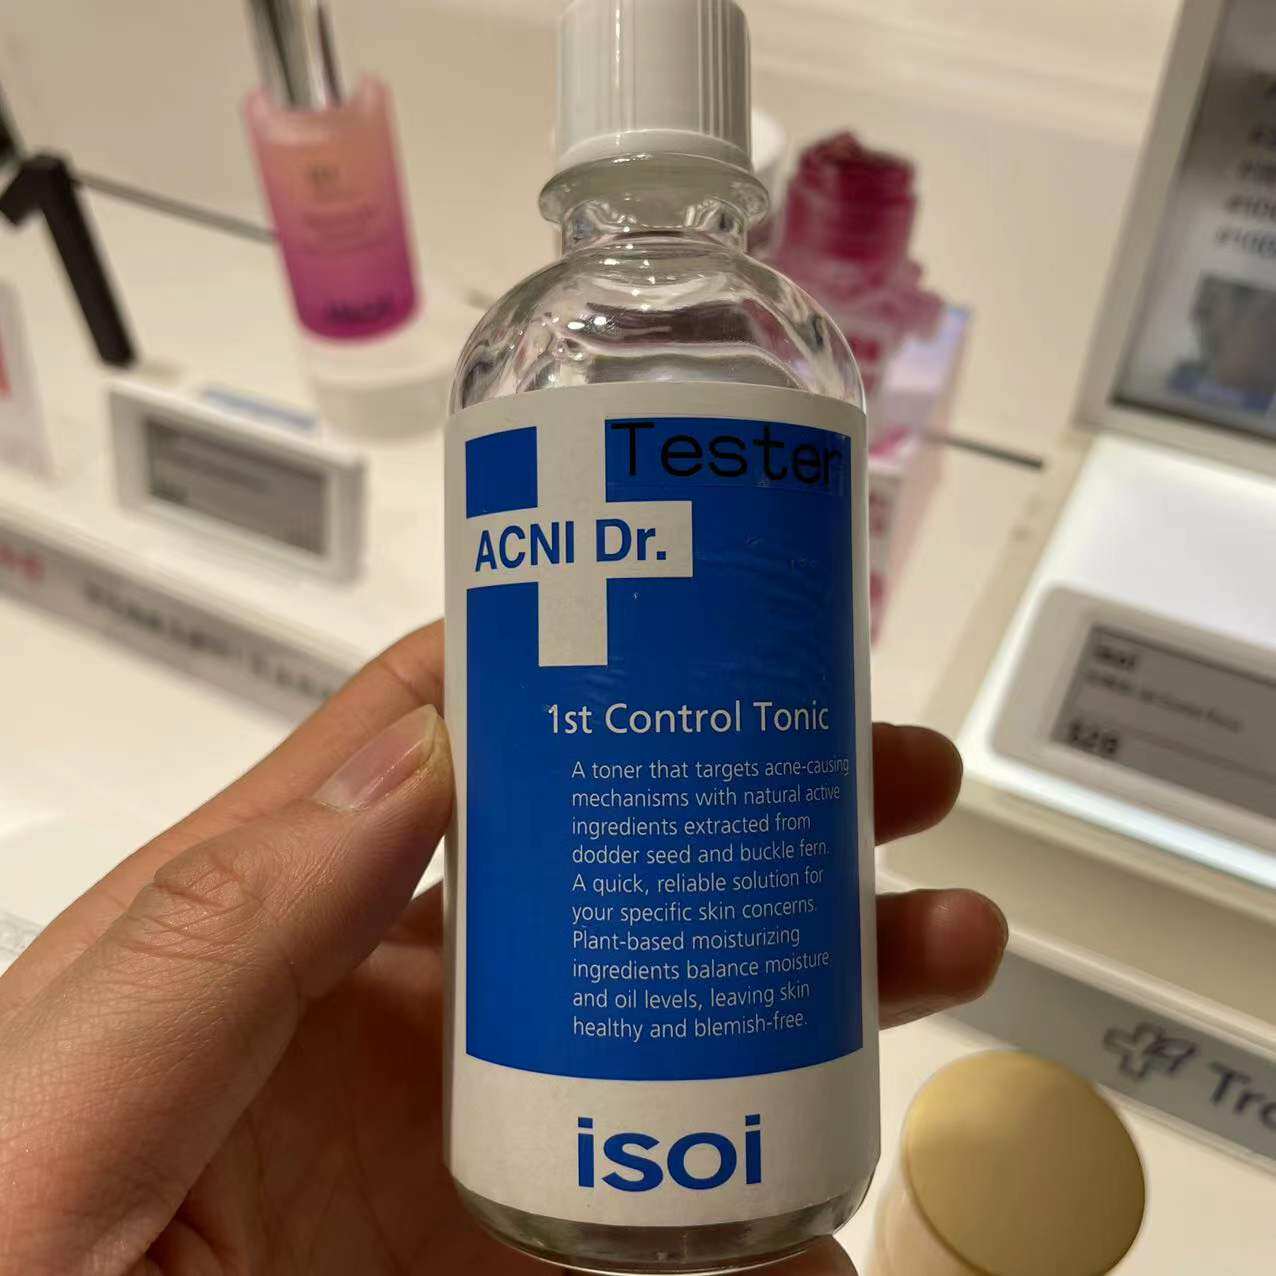 Tester
ACNI Dr.
1st Control Tonic
A toner that targets acne-causing
mechanisms with natural active
ingredients extracted from
dodder seed and buckle fern.
A quick, reliable solution for
your specific skin concerns.
Plant-based moisturizing
ingredients balance moisture
and oil levels, leaving skin
healthy and blemish-free.
isoi
isoi